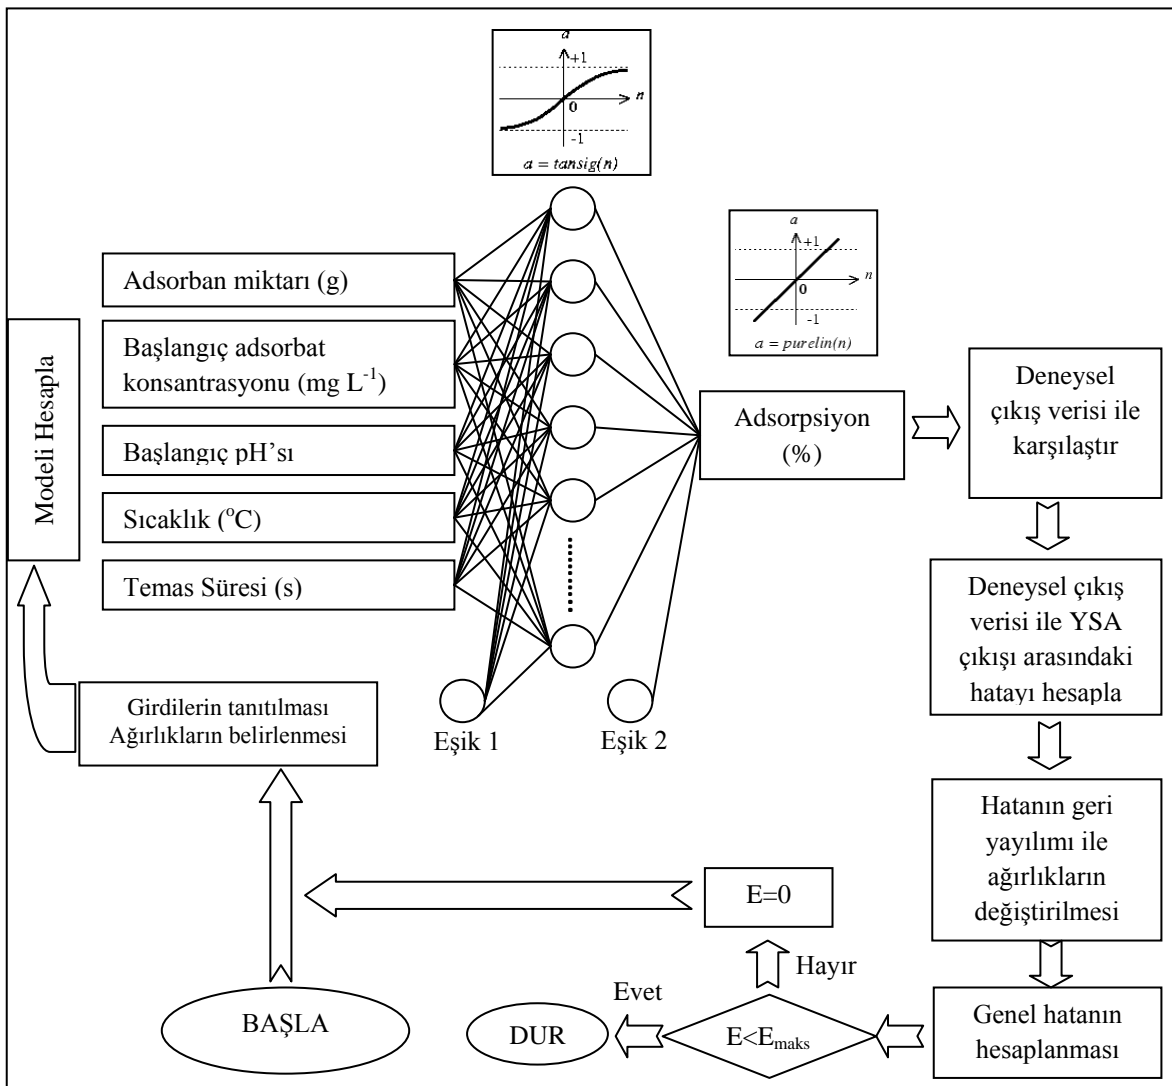 a
+1
n
0
-1
a = tansig(n)
a
+1
n
0
-1
a = purelin(n)
Modeli Hesapla
Adsorban miktarı (g)
Başlangıç adsorbat
konsantrasyonu (mg L⁻¹)
Başlangıç pH’sı
Sıcaklık (°C)
Temas Süresi (s)
Eşik 1
Eşik 2
Adsorpsiyon
(%)
Deneysel
çıkış verisi ile
karşılaştır
Deneysel çıkış
verisi ile YSA
çıkışı arasındaki
hatayı hesapla
Hatanın geri
yayılımı ile
ağırlıkların
değiştirilmesi
Genel hatanın
hesaplanması
E<Eₘₐₖₛ
Hayır
E=0
Evet
DUR
BAŞLA
Girdilerin tanıtılması
Ağırlıkların belirlenmesi